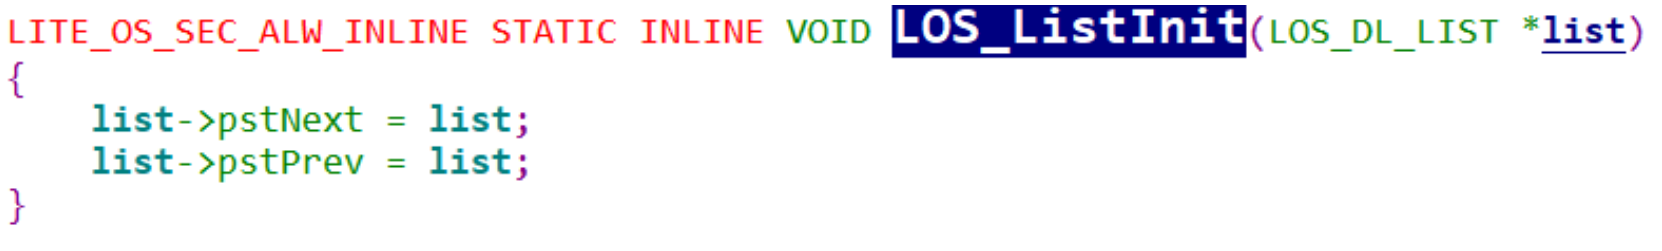 LITE_OS_SEC_ALW_INLINE STATIC INLINE VOID LOS_ListInit(LOS_DL_LIST *list)
{
    list->pstNext = list;
    list->pstPrev = list;
}